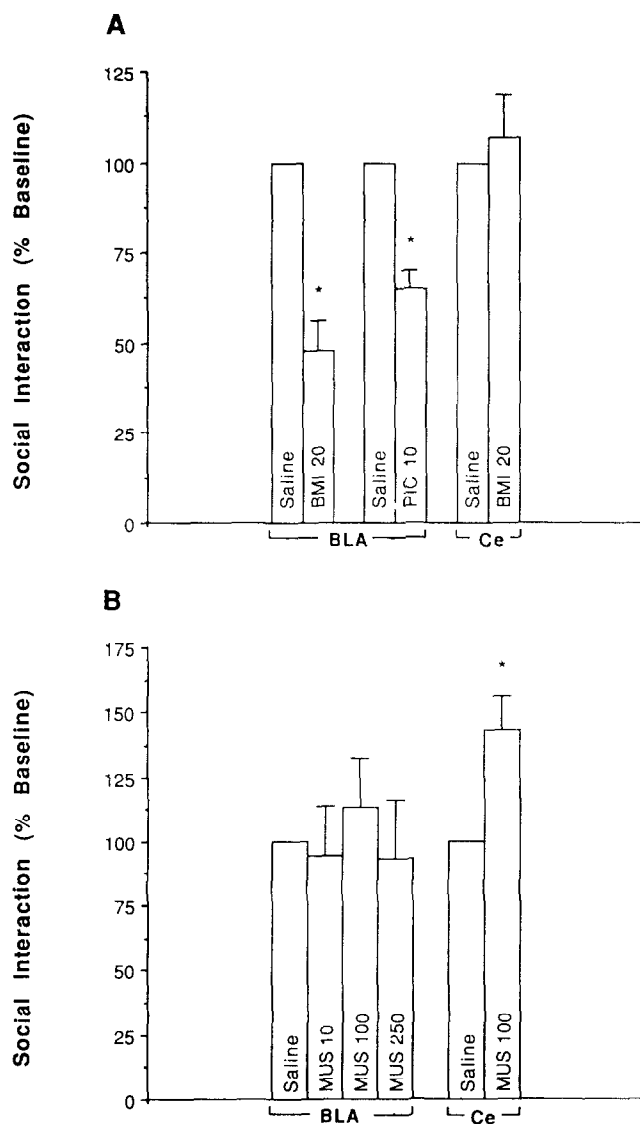 A
Social Interaction (% Baseline)
125
100
75
50
25
0
*
*
Saline
BMI 20
Saline
PIC 10
Saline
BMI 20
BLA
Ce
B
Social Interaction (% Baseline)
175
150
125
100
75
50
25
0
*
Saline
MUS 10
MUS 100
MUS 250
Saline
MUS 100
BLA
Ce